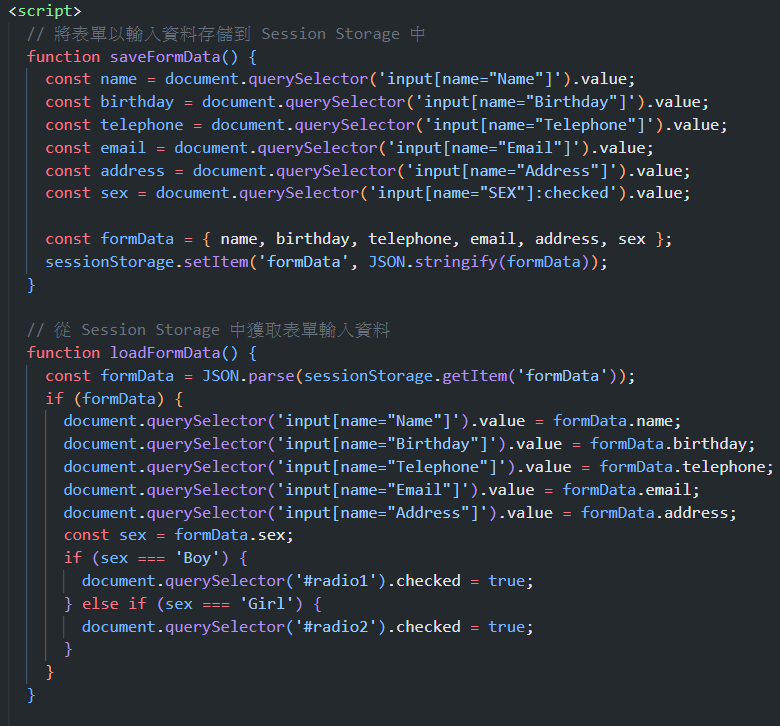 <script>
// 將表單以輸入資料存儲到 Session Storage 中
function saveFormData() {
const name = document.querySelector('input[name="Name"]').value;
const birthday = document.querySelector('input[name="Birthday"]').value;
const telephone = document.querySelector('input[name="Telephone"]').value;
const email = document.querySelector('input[name="Email"]').value;
const address = document.querySelector('input[name="Address"]').value;
const sex = document.querySelector('input[name="SEX"]:checked').value;
const formData = { name, birthday, telephone, email, address, sex };
sessionStorage.setItem('formData', JSON.stringify(formData));
}
// 從 Session Storage 中獲取表單輸入資料
function loadFormData() {
const formData = JSON.parse(sessionStorage.getItem('formData'));
if (formData) {
document.querySelector('input[name="Name"]').value = formData.name;
document.querySelector('input[name="Birthday"]').value = formData.birthday;
document.querySelector('input[name="Telephone"]').value = formData.telephone;
document.querySelector('input[name="Email"]').value = formData.email;
document.querySelector('input[name="Address"]').value = formData.address;
const sex = formData.sex;
if (sex === 'Boy') {
document.querySelector('#radio1').checked = true;
} else if (sex === 'Girl') {
document.querySelector('#radio2').checked = true;
}
}
}